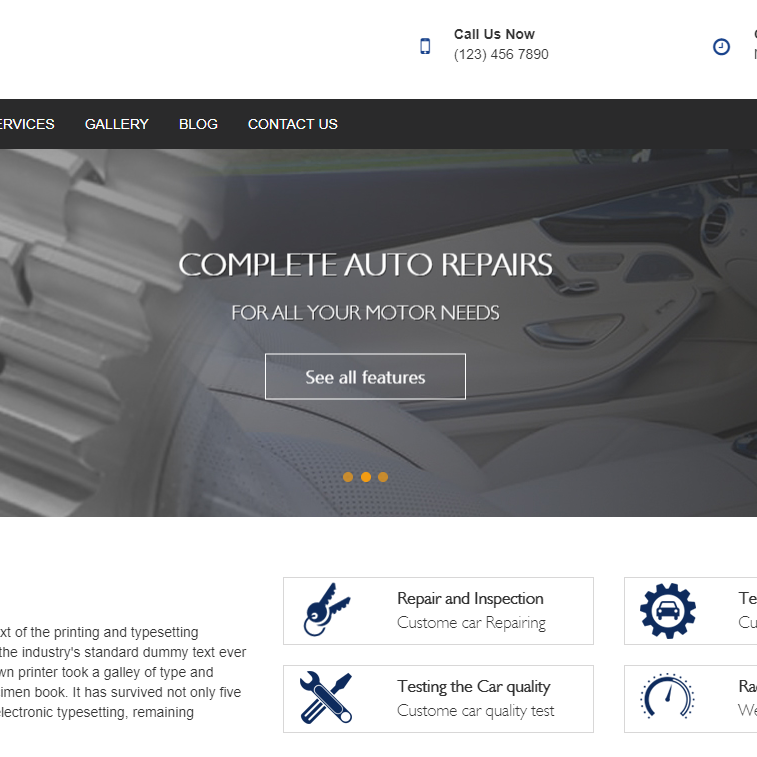 Call Us Now
(123) 456 7890
ERVICES GALLERY BLOG CONTACT US
COMPLETE AUTO REPAIRS
FOR ALL YOUR MOTOR NEEDS
See all features
xt of the printing and typesetting
the industry's standard dummy text ever
wn printer took a galley of type and
imen book. It has survived not only five
lectronic typesetting, remaining
Repair and Inspection
Custome car Repairing
Te
Cu
Testing the Car quality
Custome car quality test
Ra
We